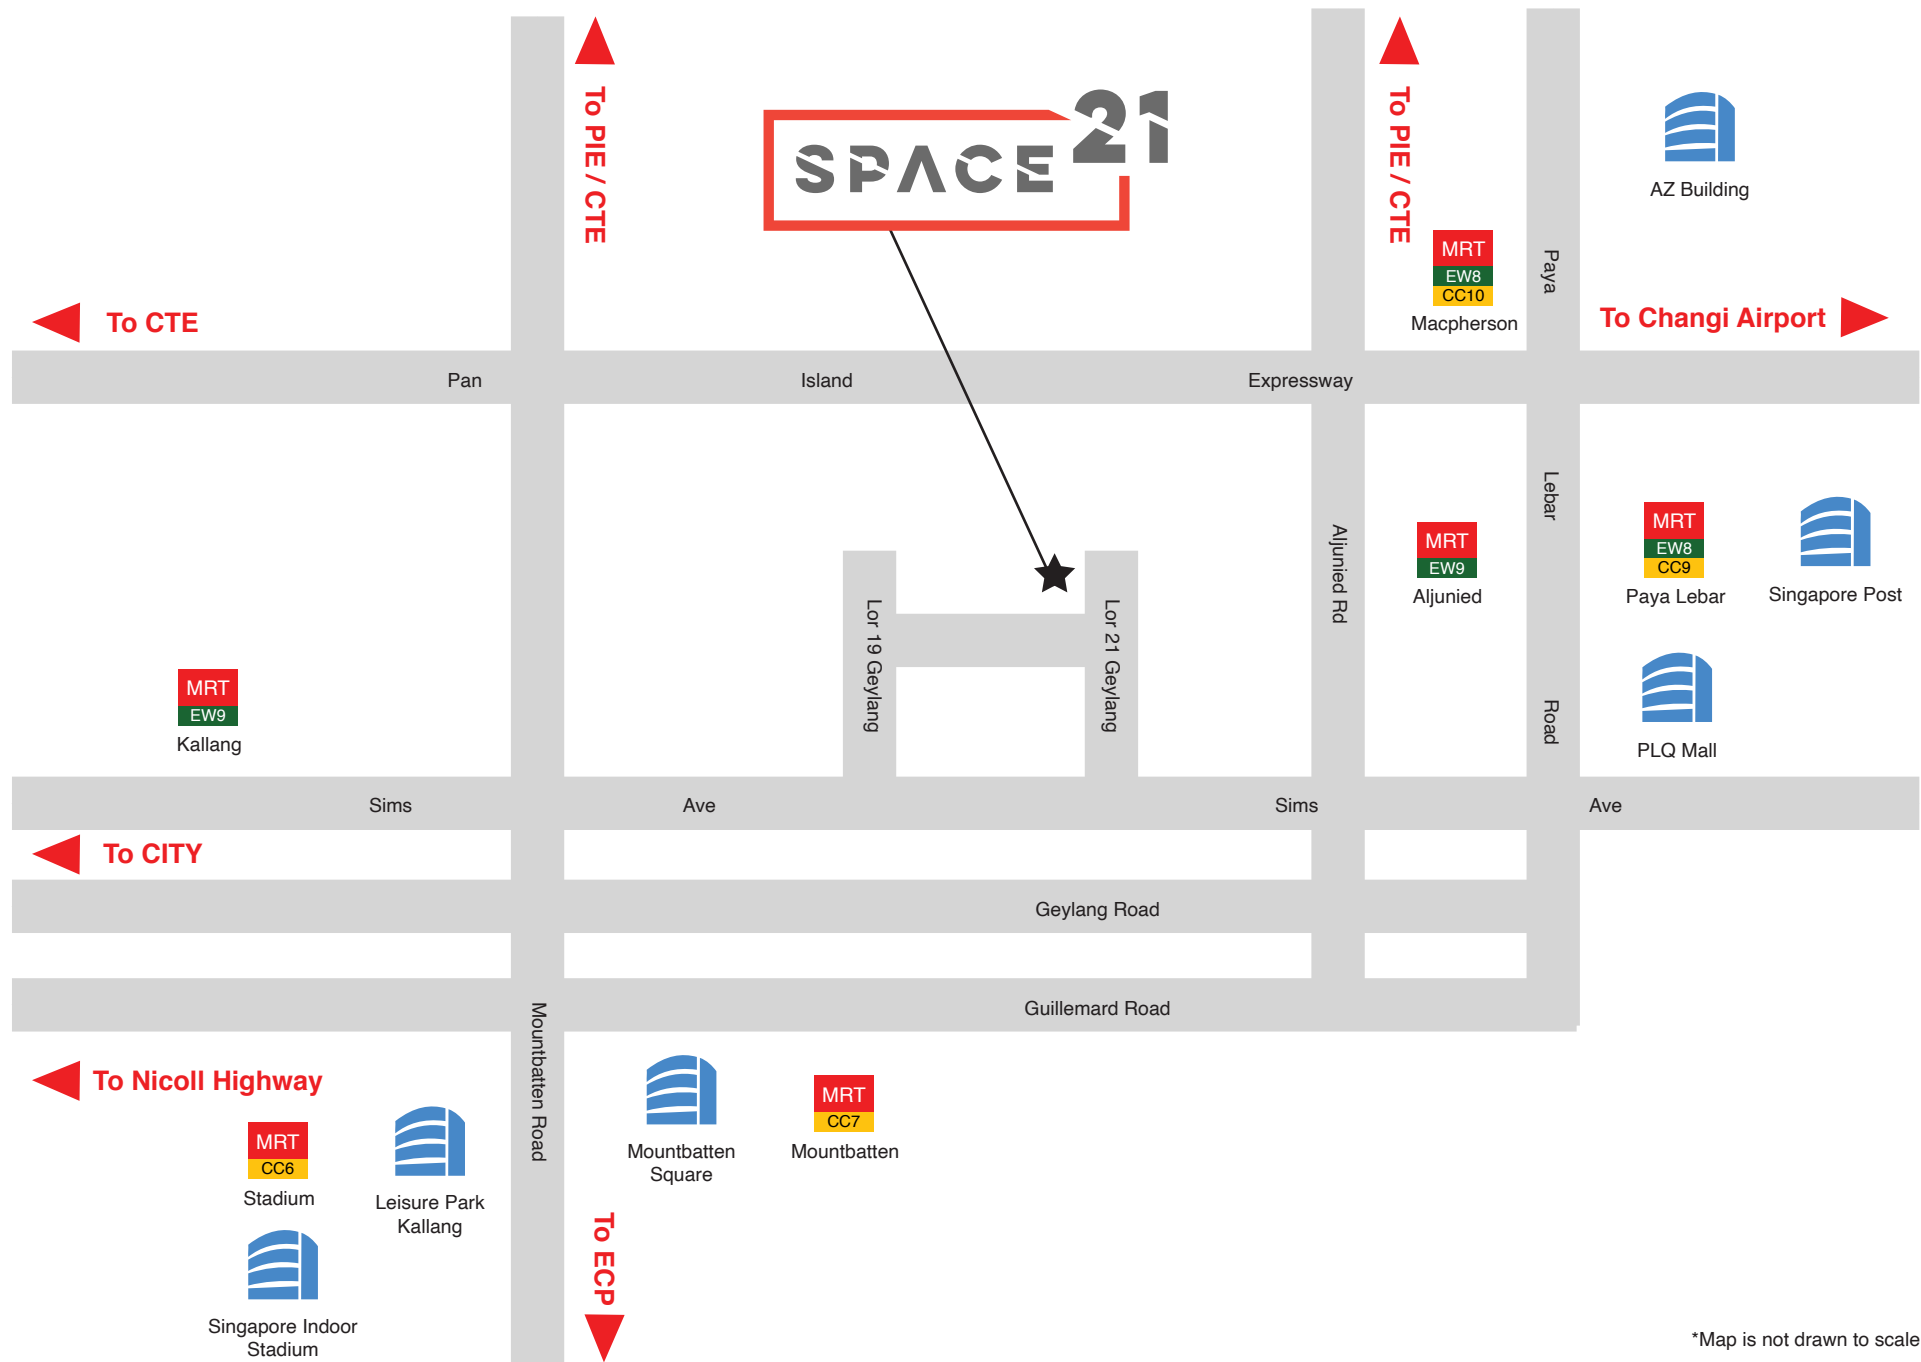 To PIE / CTE
SPACE 21
To PIE / CTE
AZ Building
MRT
EW8
CC10
Macpherson
To CTE
To Changi Airport
Pan Island Expressway
Paya Lebar Road
Aljunied Rd
MRT
EW9
Aljunied
MRT
EW8
CC9
Paya Lebar
Singapore Post
Lor 19 Geylang
Lor 21 Geylang
MRT
EW9
Kallang
PLQ Mall
Sims Ave Sims Ave
To CITY
Geylang Road
Guillemard Road
Mountbatten Road
To Nicoll Highway
MRT
CC6
Stadium
Leisure Park
Kallang
Mountbatten
Square
MRT
CC7
Mountbatten
To ECP
Singapore Indoor
Stadium
*Map is not drawn to scale